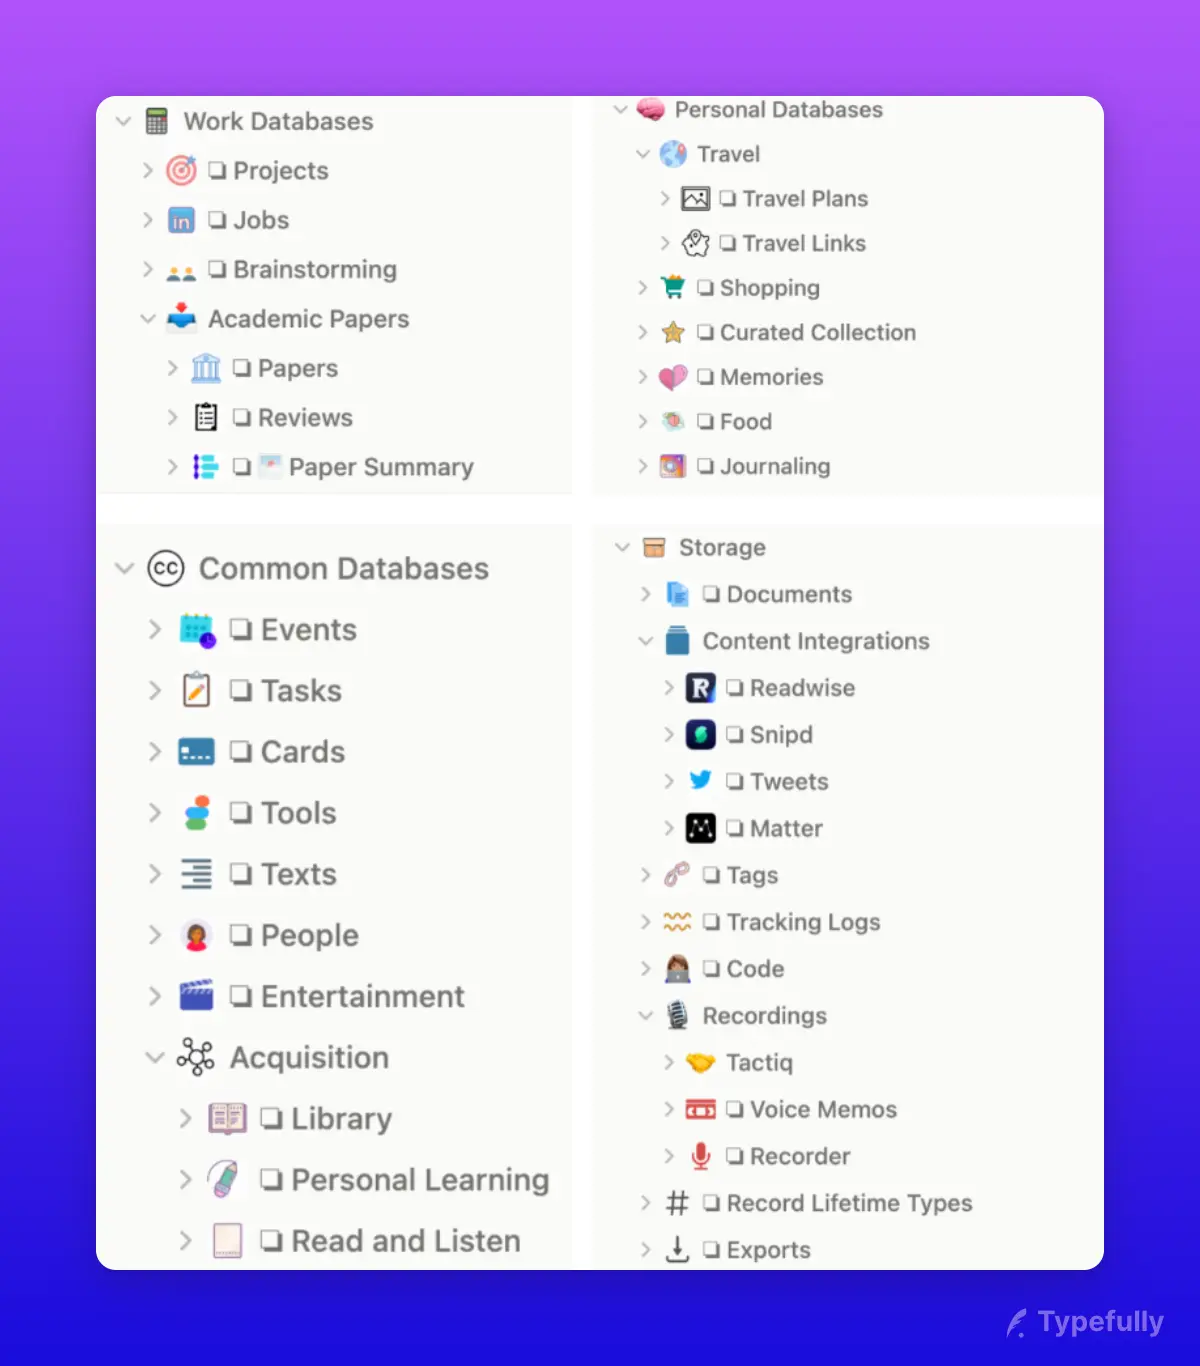 Work Databases
❏ Projects
❏ Jobs
❏ Brainstorming
Academic Papers
❏ Papers
❏ Reviews
❏ Paper Summary
Personal Databases
Travel
❏ Travel Plans
❏ Travel Links
❏ Shopping
❏ Curated Collection
❏ Memories
❏ Food
❏ Journaling
CC Common Databases
❏ Events
❏ Tasks
❏ Cards
❏ Tools
❏ Texts
❏ People
❏ Entertainment
Acquisition
❏ Library
❏ Personal Learning
❏ Read and Listen
Storage
❏ Documents
Content Integrations
R ❏ Readwise
❏ Snipd
❏ Tweets
❏ Matter
❏ Tags
❏ Tracking Logs
❏ Code
Recordings
Tactiq
❏ Voice Memos
❏ Recorder
# ❏ Record Lifetime Types
❏ Exports
Typefully